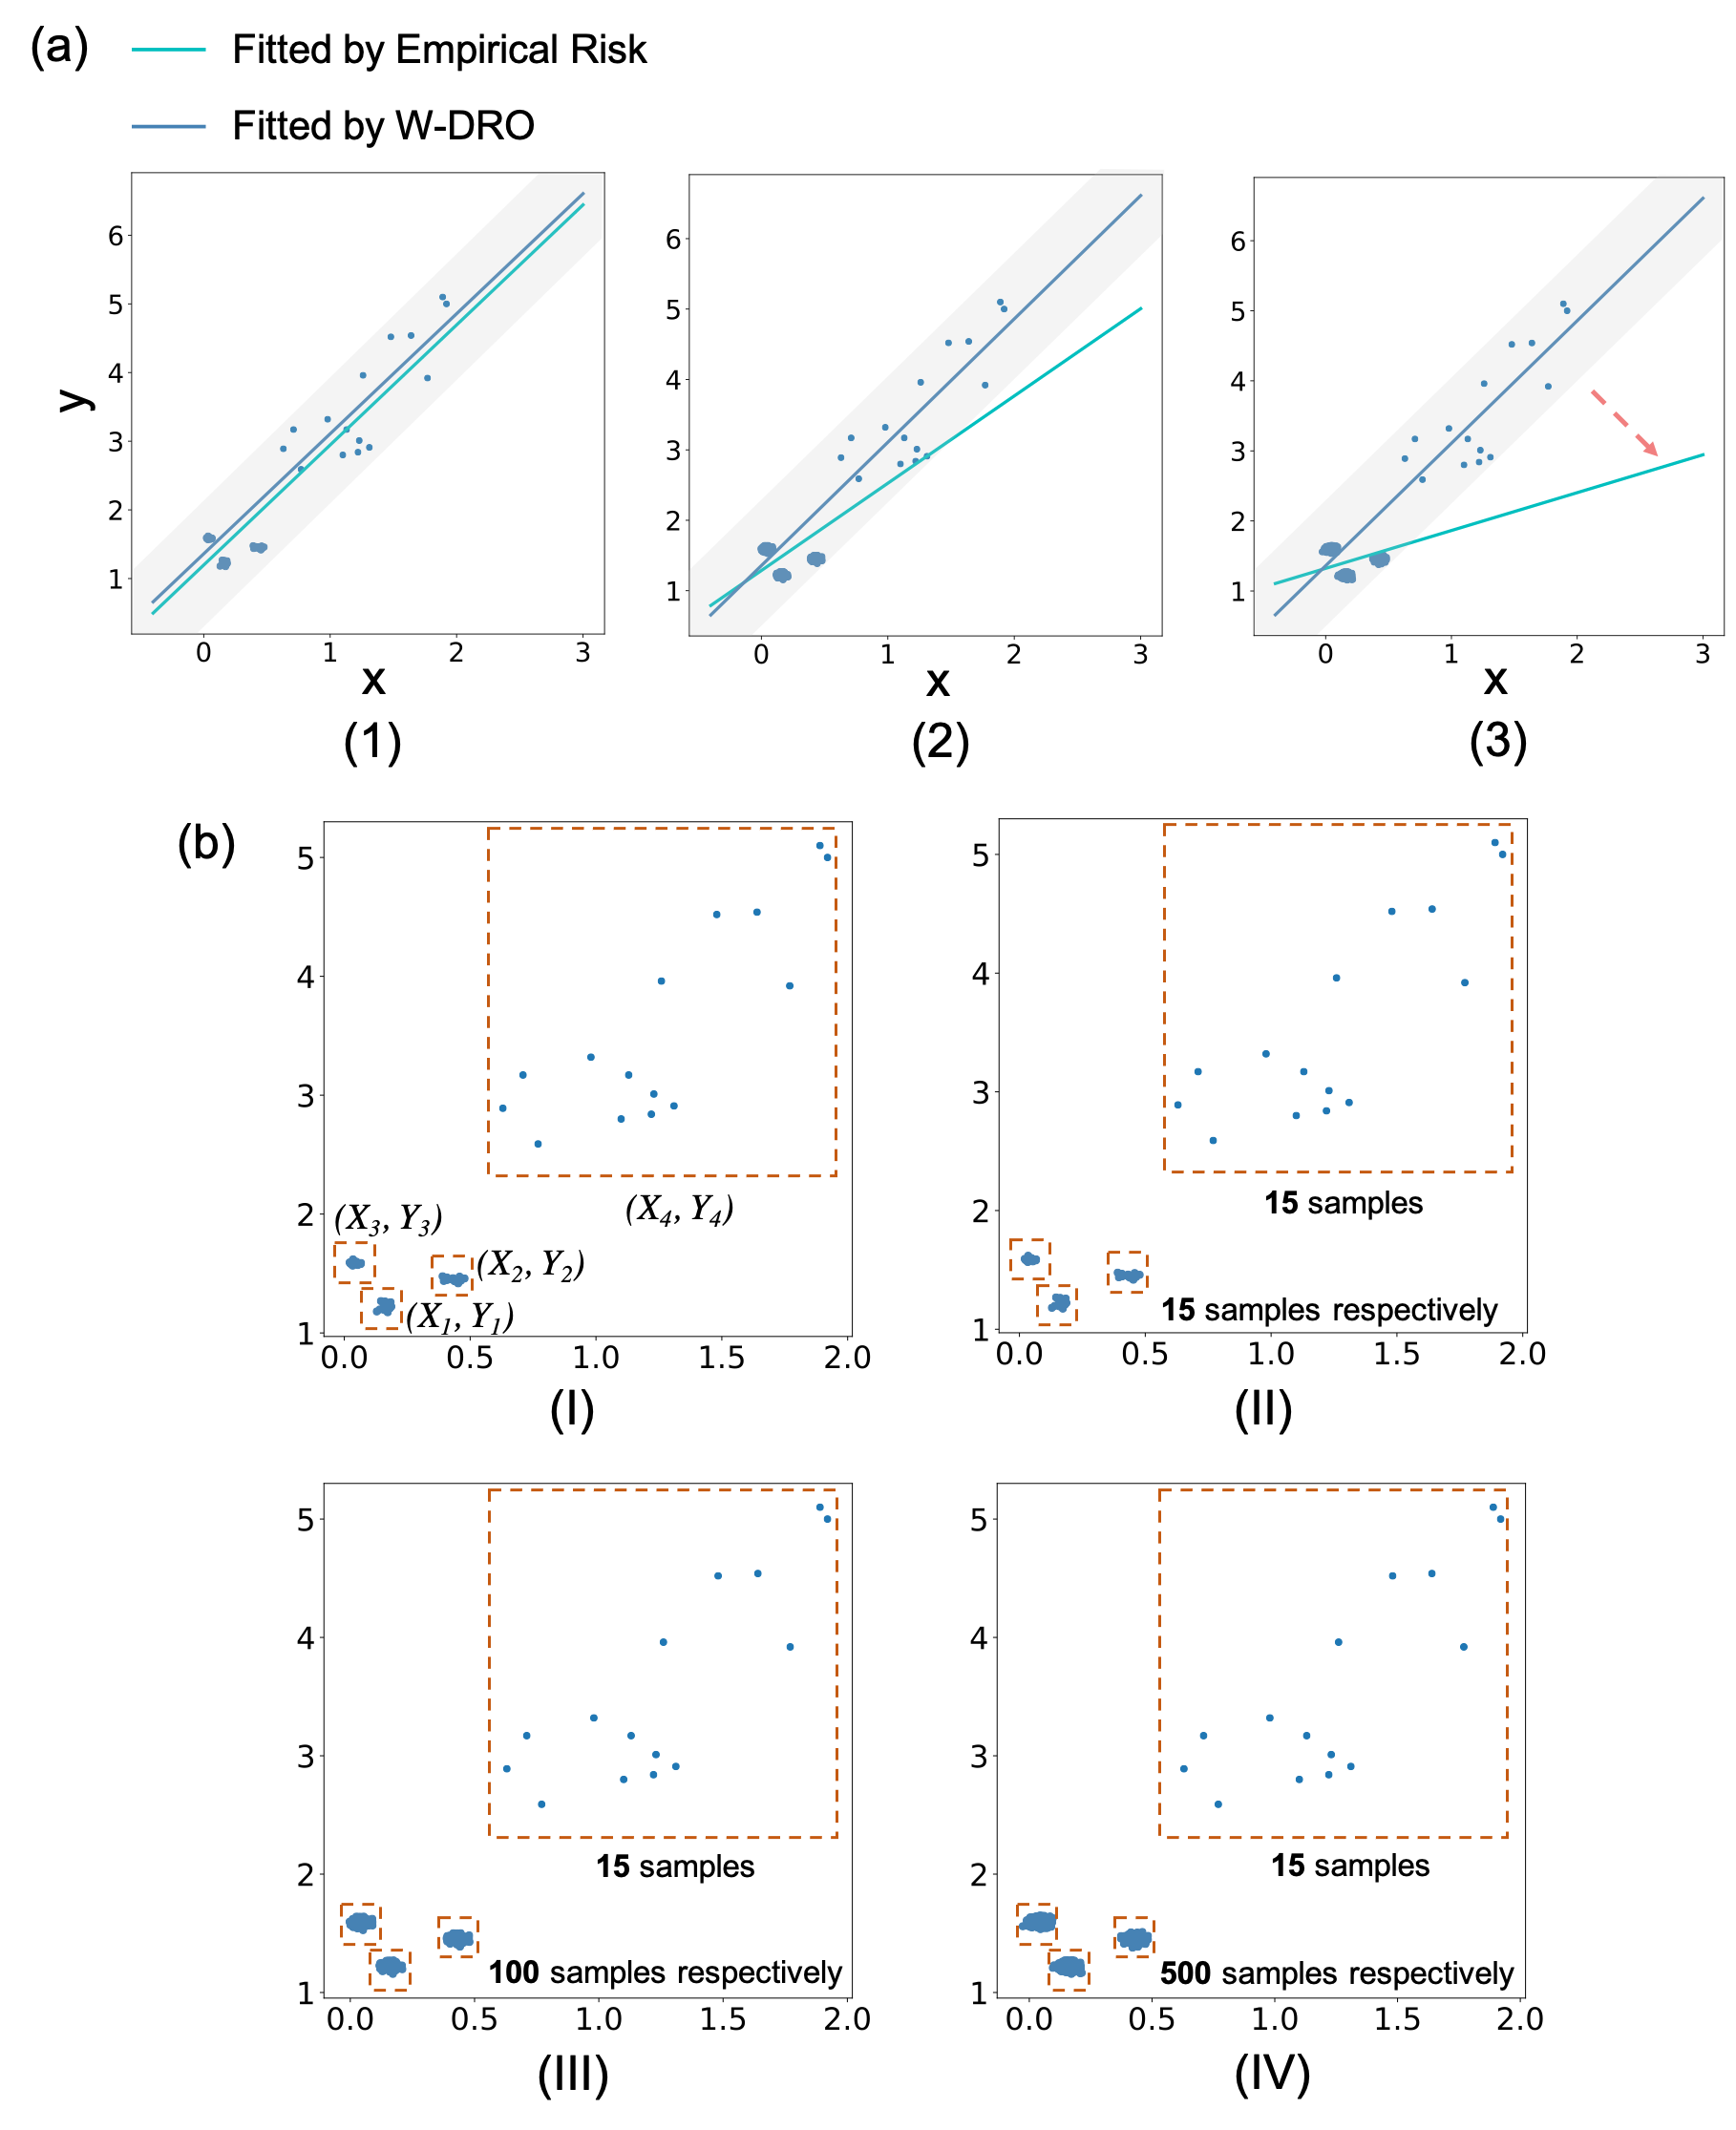 (a)
Fitted by Empirical Risk
Fitted by W-DRO
y
6
5
4
3
2
1
0 1 2 3
x
(1)
6
5
4
3
2
1
0 1 2 3
x
(2)
6
5
4
3
2
1
0 1 2 3
x
(3)
(b)
5
4
3
2
1
(X4, Y4)
(X3, Y3)
(X2, Y2)
(X1, Y1)
0.0 0.5 1.0 1.5 2.0
(I)
5
4
3
2
1
15 samples
15 samples respectively
0.0 0.5 1.0 1.5 2.0
(II)
5
4
3
2
1
15 samples
100 samples respectively
0.0 0.5 1.0 1.5 2.0
(III)
5
4
3
2
1
15 samples
500 samples respectively
0.0 0.5 1.0 1.5 2.0
(IV)